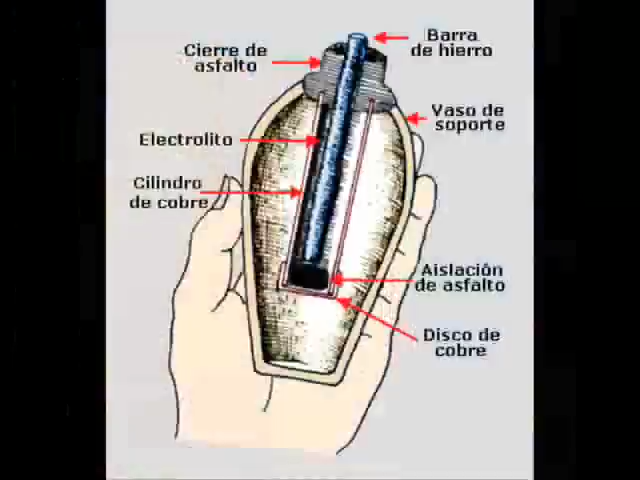 Barra
de hierro
Cierre de
asfalto
Vaso de
soporte
Electrolito
Cilindro
de cobre
Aislación
de asfalto
Disco de
cobre